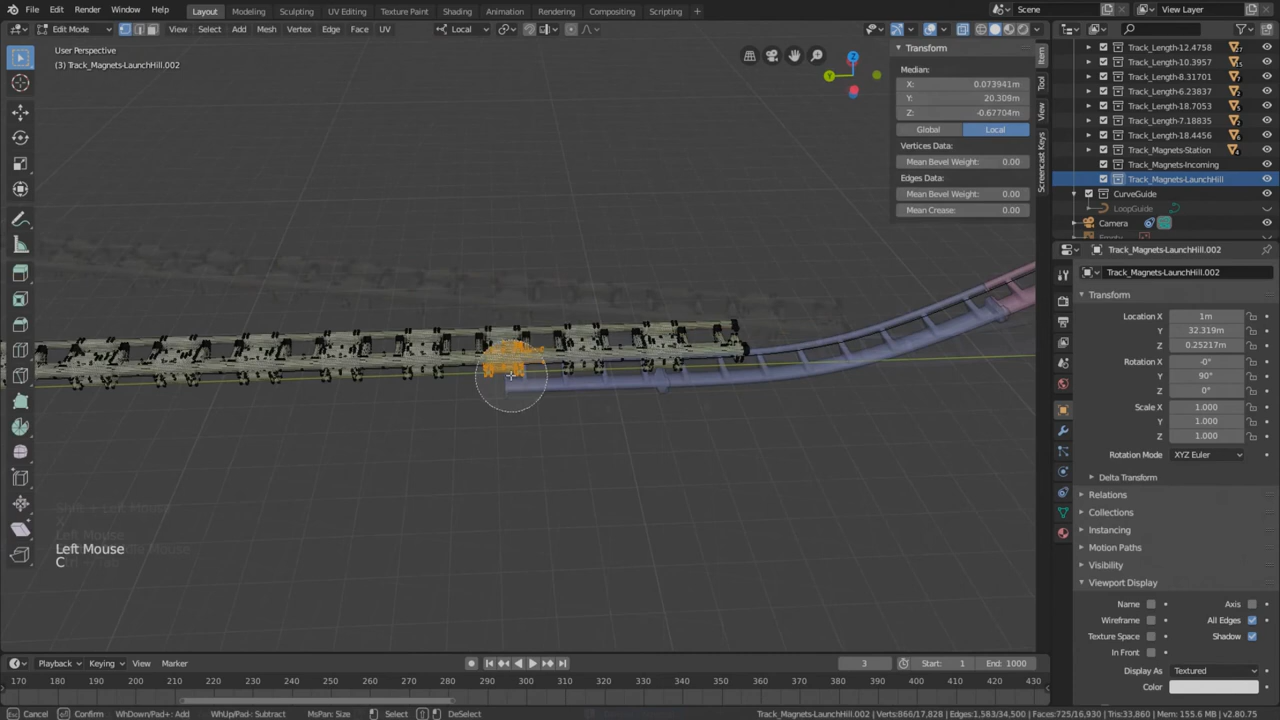 File Edit Render Window Help Layout Modeling Sculpting UV Editing Texture Paint Shading Animation Rendering Compositing Scripting + Scene View Layer
Edit Mode View Select Add Mesh Vertex Edge Face UV Local
User Perspective
(3) Track_Magnets-LaunchHill.002
Transform
Median:
X: 0.073941m
Y: 20.309m
Z: -0.67704m
Global Local
Vertices Data:
Mean Bevel Weight: 0.00
Edges Data:
Mean Bevel Weight: 0.00
Mean Crease: 0.00
Item
Tool
View
Screencast Keys
Z
Y
Track_Length-12.4758
Track_Length-10.3957
Track_Length-8.31701
Track_Length-6.23837
Track_Length-18.7053
Track_Length-7.18835
Track_Length-18.4456
Track_Magnets-Station
Track_Magnets-Incoming
Track_Magnets-LaunchHill
CurveGuide
LoopGuide
Camera
Track_Magnets-LaunchHill.002
Track_Magnets-LaunchHill.002
Transform
Location X 1m
Y 32.319m
Z 0.25217m
Rotation X -0°
Y 90°
Z 0°
Scale X 1.000
Y 1.000
Z 1.000
Rotation Mode XYZ Euler
Delta Transform
Relations
Collections
Instancing
Motion Paths
Visibility
Viewport Display
Name Axis
Wireframe All Edges
Texture Space Shadow
In Front
Display As Textured
Color
Shift + Left Mouse
X
Left Mouse
C
Playback Keying View Marker 3 Start: 1 End: 1000
170 180 190 200 210 220 230 240 250 260 270 280 290 300 310 320 330 340 350 360 370 380 390 400 410 420 430
Cancel Confirm WhDown/Pad+: Add WhUp/Pad-: Subtract MsPan: Size Select DeSelect Track_Magnets-LaunchHill.002 | Verts:866/17,828 | Edges:1,583/34,500 | Faces:725/16,930 | Tris:33,860 | Mem: 155.6 MB | v2.80.75